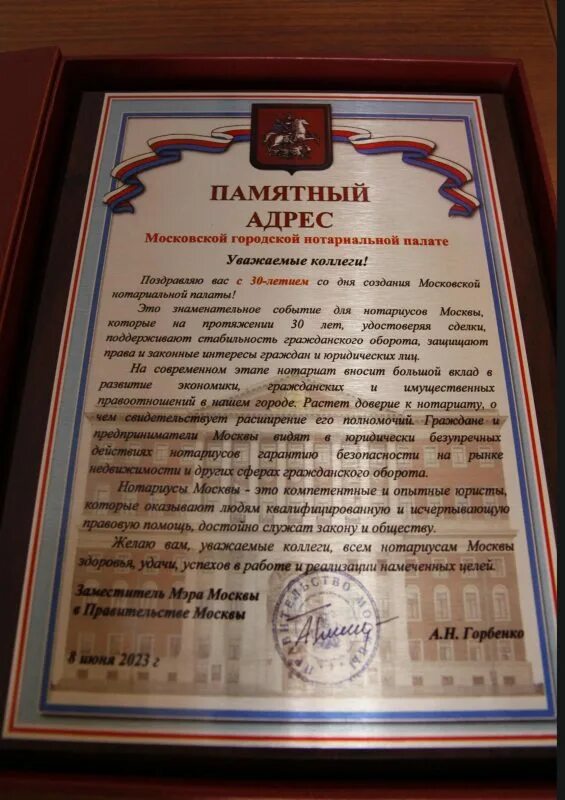 ПАМЯТНЫЙ
АДРЕС
Московской городской нотариальной палате
Уважаемые коллеги!
Поздравляю вас с 30-летием со дня создания Московской
нотариальной палаты!
Это знаменательное событие для нотариусов Москвы,
которые на протяжении 30 лет, удостоверяя сделки,
поддерживают стабильность гражданского оборота, защищают
права и законные интересы граждан и юридических лиц.
На современном этапе нотариат вносит большой вклад в
развитие экономики, гражданских и имущественных
правоотношений в нашем городе. Растет доверие к нотариату, о
чем свидетельствует расширение его полномочий. Граждане и
предприниматели Москвы видят в юридически безупречных
действиях нотариусов гарантию безопасности на рынке
недвижимости и других сферах гражданского оборота.
Нотариусы Москвы - это компетентные и опытные юристы,
которые оказывают людям квалифицированную и исчерпывающую
правовую помощь, достойно служат закону и обществу.
Желаю вам, уважаемые коллеги, всем нотариусам Москвы
здоровья, удачи, успехов в работе и реализации намеченных целей.
Заместитель Мэра Москвы
в Правительстве Москвы
ПРАВИТЕЛЬСТВО МОСКВЫ
А.Н. Горбенко
8 июня 2023 г